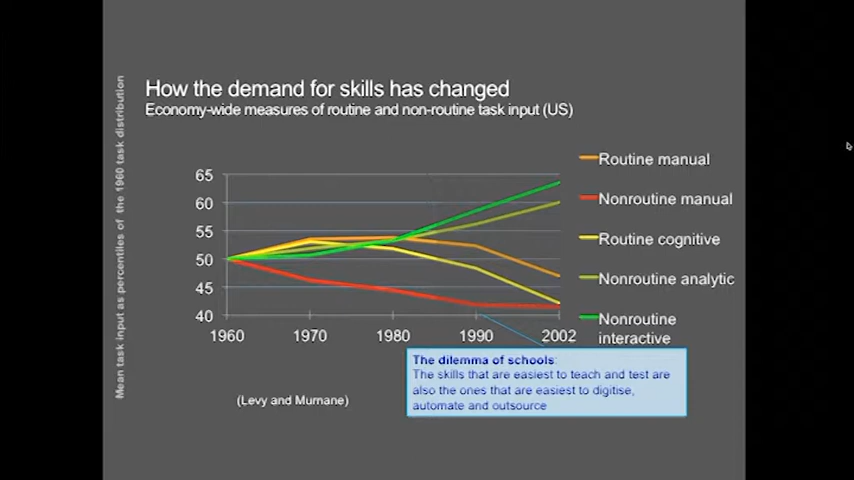 How the demand for skills has changed
Economy-wide measures of routine and non-routine task input (US)
Mean task input as percentiles of the 1960 task distribution
65
60
55
50
45
40
1960 1970 1980 1990 2002
Routine manual
Nonroutine manual
Routine cognitive
Nonroutine analytic
Nonroutine
interactive
The dilemma of schools:
The skills that are easiest to teach and test are
also the ones that are easiest to digitise,
automate and outsource
(Levy and Murnane)